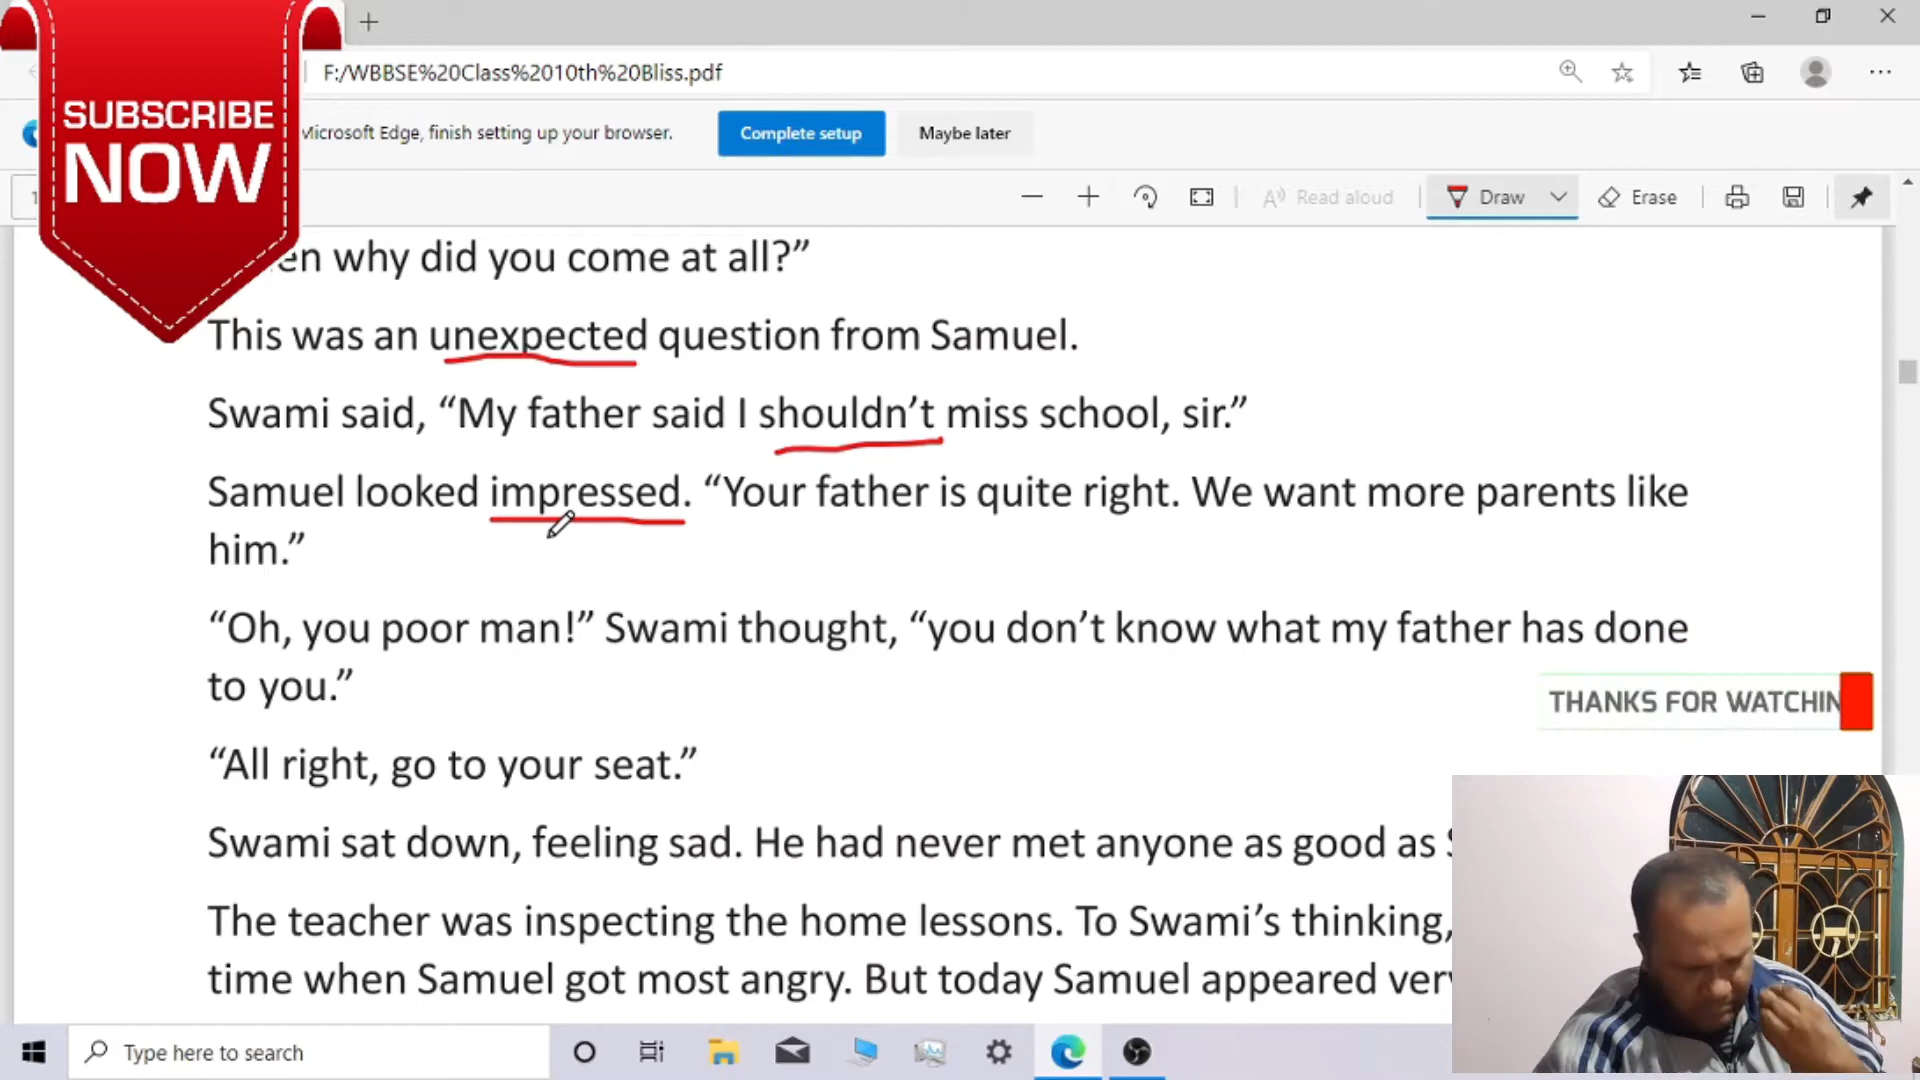 SUBSCRIBE
NOW
F:/WBBSE%20Class%2010th%20Bliss.pdf
Microsoft Edge, finish setting up your browser.
Complete setup
Maybe later
Read aloud
Draw
Erase
why did you come at all?”
This was an unexpected question from Samuel.
Swami said, “My father said I shouldn’t miss school, sir.”
Samuel looked impressed. “Your father is quite right. We want more parents like
him.”
“Oh, you poor man!” Swami thought, “you don’t know what my father has done
to you.”
THANKS FOR WATCHIN
“All right, go to your seat.”
Swami sat down, feeling sad. He had never met anyone as good as
The teacher was inspecting the home lessons. To Swami’s thinking,
time when Samuel got most angry. But today Samuel appeared very
Type here to search